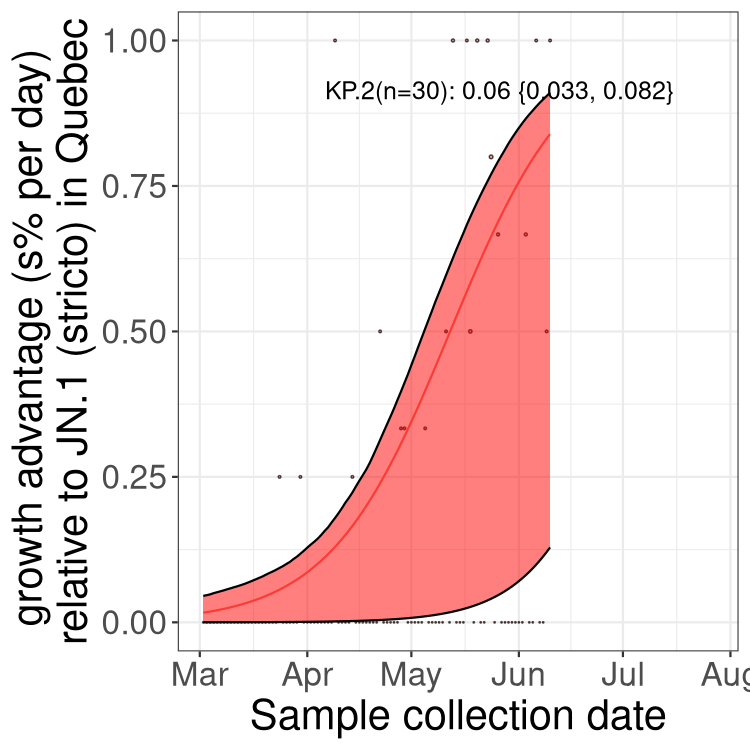 growth advantage (s% per day)
relative to JN.1 (stricto) in Quebec
1.00
0.75
0.50
0.25
0.00
KP.2(n=30): 0.06 {0.033, 0.082}
Mar Apr May Jun Jul Aug
Sample collection date